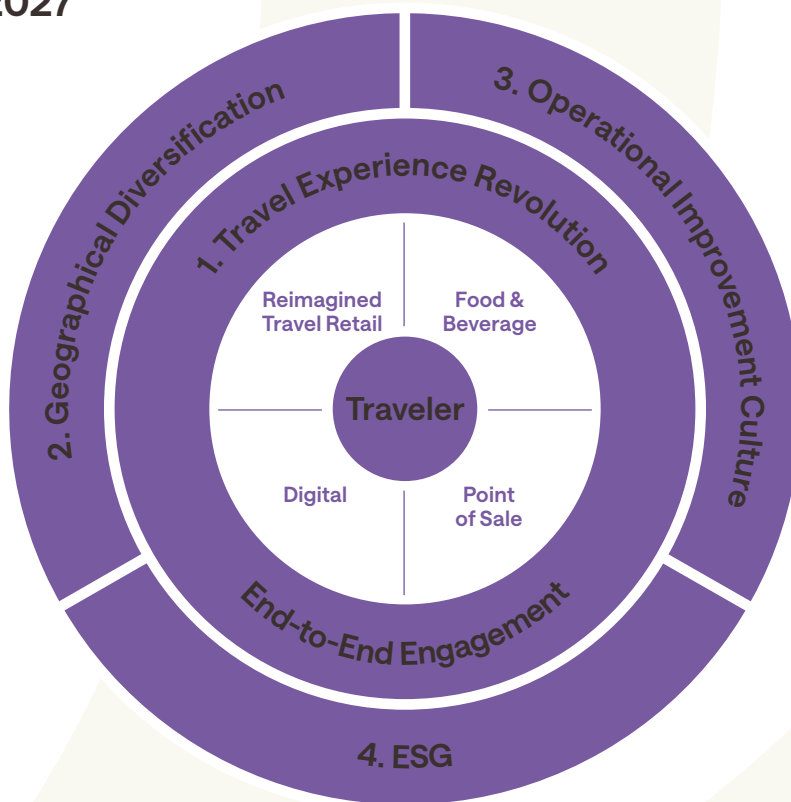 2027
1. Travel Experience Revolution
2. Geographical Diversification
3. Operational Improvement Culture
Reimagined
Travel Retail
Food &
Beverage
Traveler
Digital
Point
of Sale
End-to-End Engagement
4. ESG